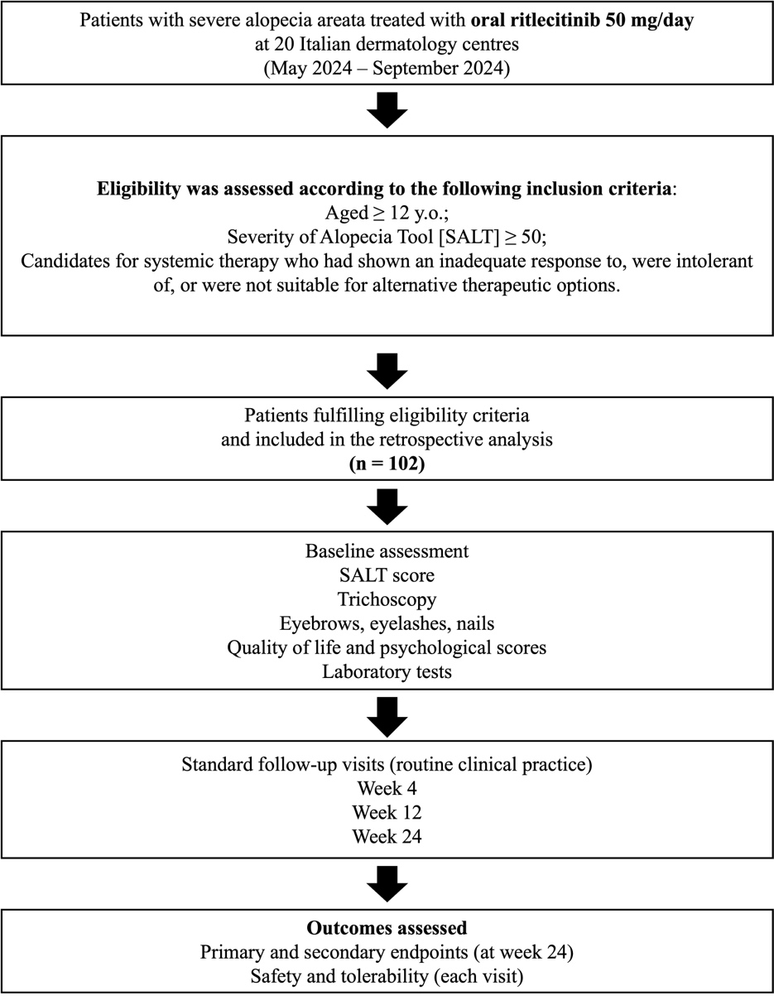 Patients with severe alopecia areata treated with oral ritlecitinib 50 mg/day
at 20 Italian dermatology centres
(May 2024 – September 2024)
Eligibility was assessed according to the following inclusion criteria:
Aged ≥ 12 y.o.;
Severity of Alopecia Tool [SALT] ≥ 50;
Candidates for systemic therapy who had shown an inadequate response to, were intolerant
of, or were not suitable for alternative therapeutic options.
Patients fulfilling eligibility criteria
and included in the retrospective analysis
(n = 102)
Baseline assessment
SALT score
Trichoscopy
Eyebrows, eyelashes, nails
Quality of life and psychological scores
Laboratory tests
Standard follow-up visits (routine clinical practice)
Week 4
Week 12
Week 24
Outcomes assessed
Primary and secondary endpoints (at week 24)
Safety and tolerability (each visit)